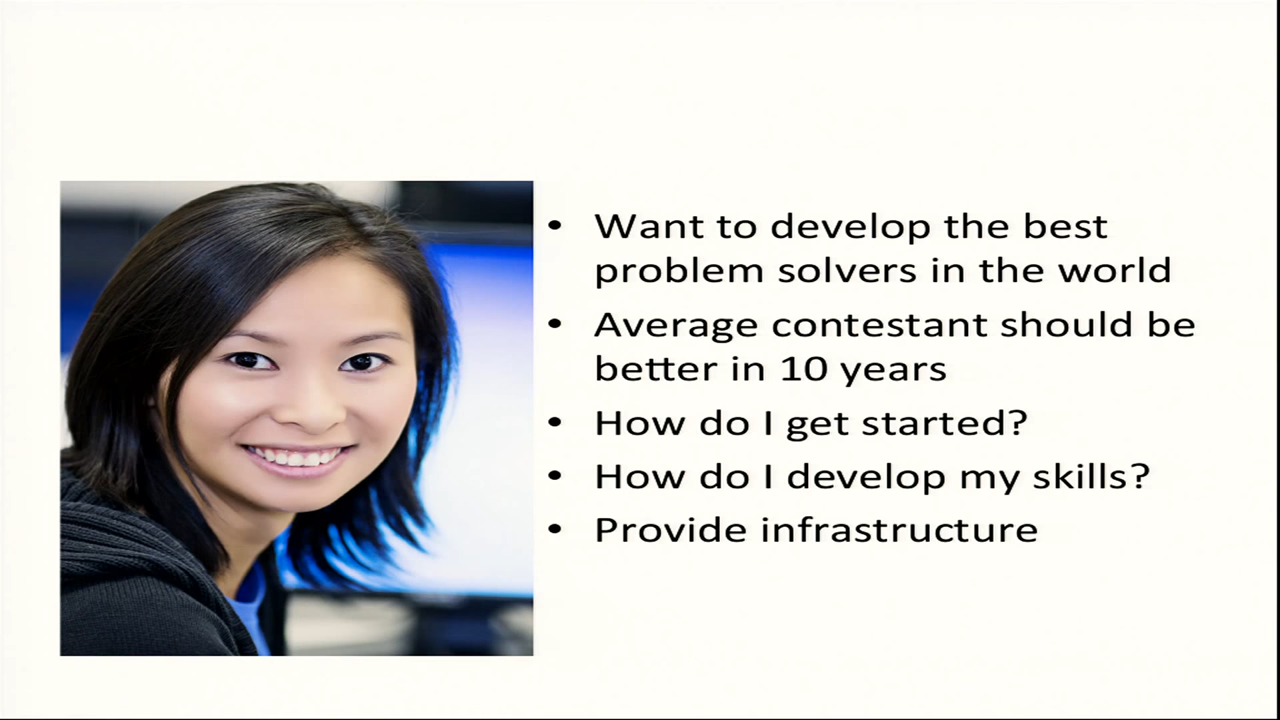 • Want to develop the best
problem solvers in the world
• Average contestant should be
better in 10 years
• How do I get started?
• How do I develop my skills?
• Provide infrastructure